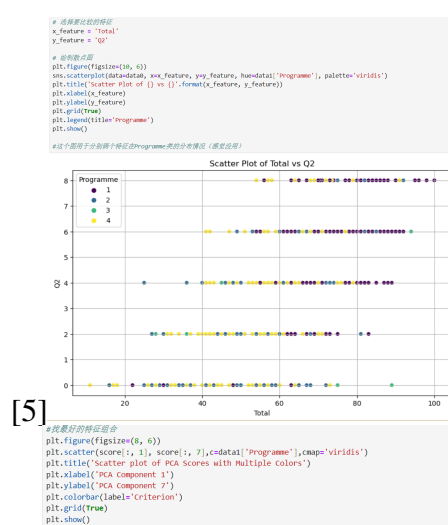 # 选择要比较的特征
x_feature = 'Total'
y_feature = 'Q2'
# 绘制散点图
plt.figure(figsize=(10, 6))
sns.scatterplot(data=data0, x=x_feature, y=y_feature, hue=data1['Programme'], palette='viridis')
plt.title('Scatter Plot of {} vs {}'.format(x_feature, y_feature))
plt.xlabel(x_feature)
plt.ylabel(y_feature)
plt.grid(True)
plt.legend(title='Programme')
plt.show()
#这个图用于分别两个特征在Programme类的分布情况（感觉没用）
Scatter Plot of Total vs Q2
Programme
1
2
3
4
8
7
6
5
4
3
2
1
0
Q2
20 40 60 80 100
Total
[5]
#找最好的特征组合
plt.figure(figsize=(8, 6))
plt.scatter(score[:, 1], score[:, 7],c=data1['Programme'],cmap='viridis')
plt.title('Scatter plot of PCA Scores with Multiple Colors')
plt.xlabel('PCA Component 1')
plt.ylabel('PCA Component 7')
plt.colorbar(label='Criterion')
plt.grid(True)
plt.show()